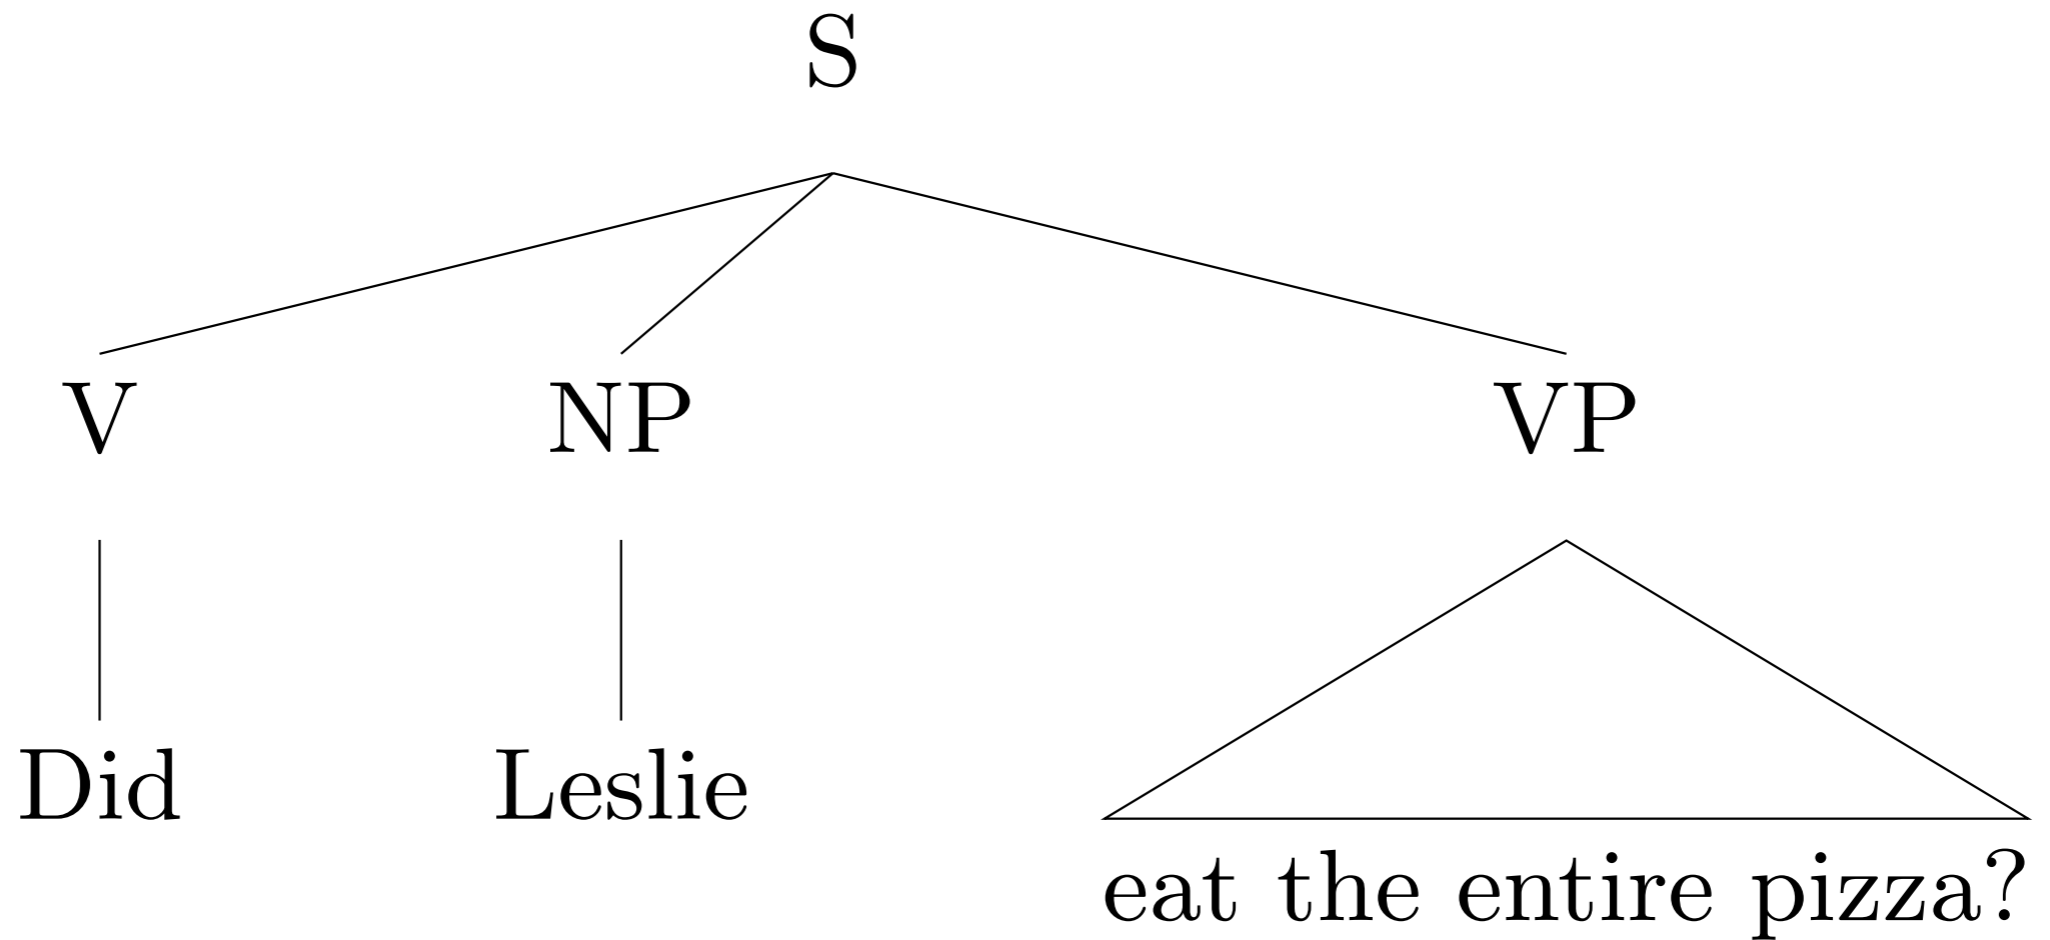 S
V NP VP
Did Leslie
eat the entire pizza?